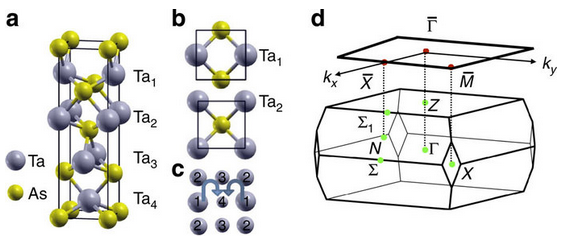 a
Ta1
Ta2
Ta3
Ta4
Ta
As
b
Ta1
Ta2
c
2 3 2
1 4 1
2 3 2
d
Γ̅
kx
ky
X̅
M̅
Z
Σ1
N
Γ
Σ
X